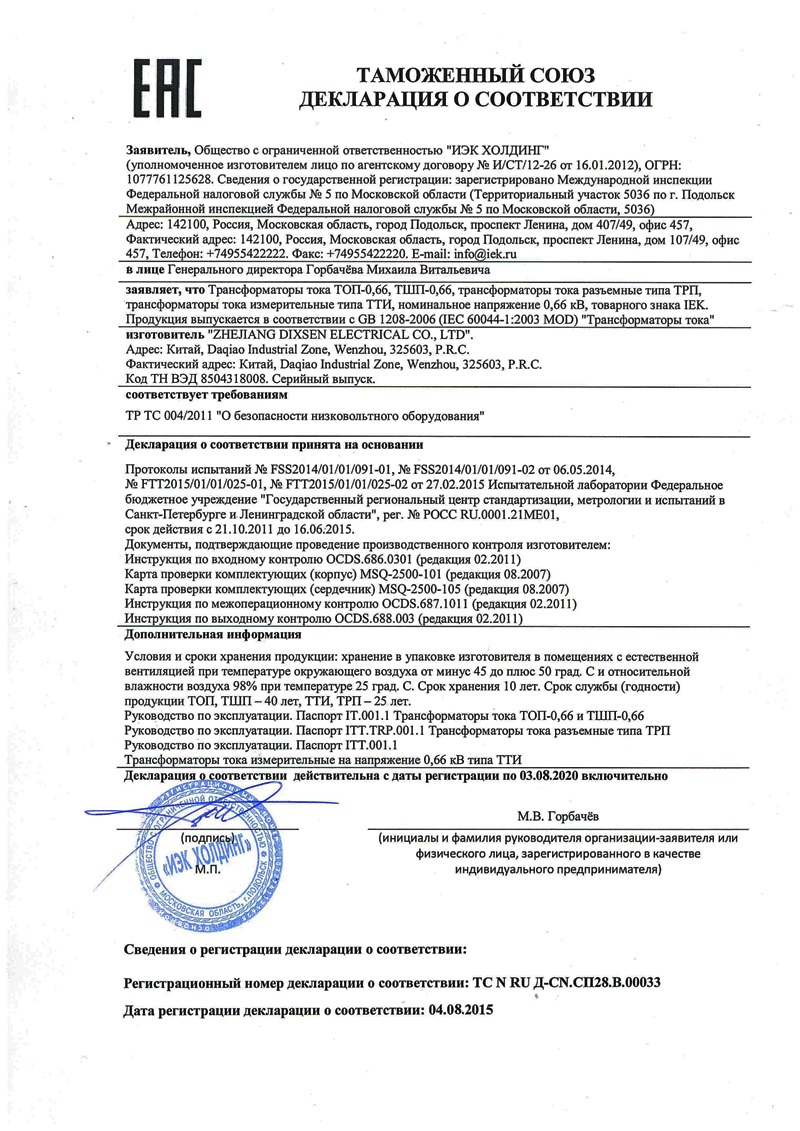 EAC
ТАМОЖЕННЫЙ СОЮЗ
ДЕКЛАРАЦИЯ О СООТВЕТСТВИИ
Заявитель, Общество с ограниченной ответственностью "ИЭК ХОЛДИНГ"
(уполномоченное изготовителем лицо по агентскому договору № И/СТ/12-26 от 16.01.2012), ОГРН:
1077761125628. Сведения о государственной регистрации: зарегистрировано Международной инспекции
Федеральной налоговой службы № 5 по Московской области (Территориальный участок 5036 по г. Подольск
Межрайонной инспекцией Федеральной налоговой службы № 5 по Московской области, 5036)
Адрес: 142100, Россия, Московская область, город Подольск, проспект Ленина, дом 407/49, офис 457,
Фактический адрес: 142100, Россия, Московская область, город Подольск, проспект Ленина, дом 107/49, офис
457, Телефон: +74955422222. Факс: +74955422220. E-mail: info@iek.ru
в лице Генерального директора Горбачёва Михаила Витальевича
заявляет, что Трансформаторы тока ТОП-0,66, ТШП-0,66, трансформаторы тока разъемные типа ТРП,
трансформаторы тока измерительные типа ТТИ, номинальное напряжение 0,66 кВ, товарного знака IEK.
Продукция выпускается в соответствии с GB 1208-2006 (IEC 60044-1:2003 MOD) "Трансформаторы тока"
изготовитель "ZHEJIANG DIXSEN ELECTRICAL CO., LTD".
Адрес: Китай, Daqiao Industrial Zone, Wenzhou, 325603, P.R.C.
Фактический адрес: Китай, Daqiao Industrial Zone, Wenzhou, 325603, P.R.C.
Код ТН ВЭД 8504318008. Серийный выпуск.
соответствует требованиям
ТР ТС 004/2011 "О безопасности низковольтного оборудования"
Декларация о соответствии принята на основании
Протоколы испытаний № FSS2014/01/01/091-01, № FSS2014/01/01/091-02 от 06.05.2014,
№ FTT2015/01/01/025-01, № FTT2015/01/01/025-02 от 27.02.2015 Испытательной лаборатории Федеральное
бюджетное учреждение "Государственный региональный центр стандартизации, метрологии и испытаний в
Санкт-Петербурге и Ленинградской области", рег. № РОСС RU.0001.21МЕ01,
срок действия с 21.10.2011 до 16.06.2015.
Документы, подтверждающие проведение производственного контроля изготовителем:
Инструкция по входному контролю OCDS.686.0301 (редакция 02.2011)
Карта проверки комплектующих (корпус) MSQ-2500-101 (редакция 08.2007)
Карта проверки комплектующих (сердечник) MSQ-2500-105 (редакция 08.2007)
Инструкция по межоперационному контролю OCDS.687.1011 (редакция 02.2011)
Инструкция по выходному контролю OCDS.688.003 (редакция 02.2011)
Дополнительная информация
Условия и сроки хранения продукции: хранение в упаковке изготовителя в помещениях с естественной
вентиляцией при температуре окружающего воздуха от минус 45 до плюс 50 град. С и относительной
влажности воздуха 98% при температуре 25 град. С. Срок хранения 10 лет. Срок службы (годности)
продукции ТОП, ТШП – 40 лет, ТТИ, ТРП – 25 лет.
Руководство по эксплуатации. Паспорт IT.001.1 Трансформаторы тока ТОП-0,66 и ТШП-0,66
Руководство по эксплуатации. Паспорт ITT.TRP.001.1 Трансформаторы тока разъемные типа ТРП
Руководство по эксплуатации. Паспорт ITT.001.1
Трансформаторы тока измерительные на напряжение 0,66 кВ типа ТТИ
Декларация о соответствии действительна с даты регистрации по 03.08.2020 включительно
М.В. Горбачёв
(подпись)
(инициалы и фамилия руководителя организации-заявителя или
физического лица, зарегистрированного в качестве
индивидуального предпринимателя)
М.П.
ОБЩЕСТВО С ОГРАНИЧЕННОЙ ОТВЕТСТВЕННОСТЬЮ
«ИЭК ХОЛДИНГ»
МОСКОВСКАЯ ОБЛАСТЬ, г.ПОДОЛЬСК
Сведения о регистрации декларации о соответствии:
Регистрационный номер декларации о соответствии: ТС N RU Д-CN.СП28.В.00033
Дата регистрации декларации о соответствии: 04.08.2015